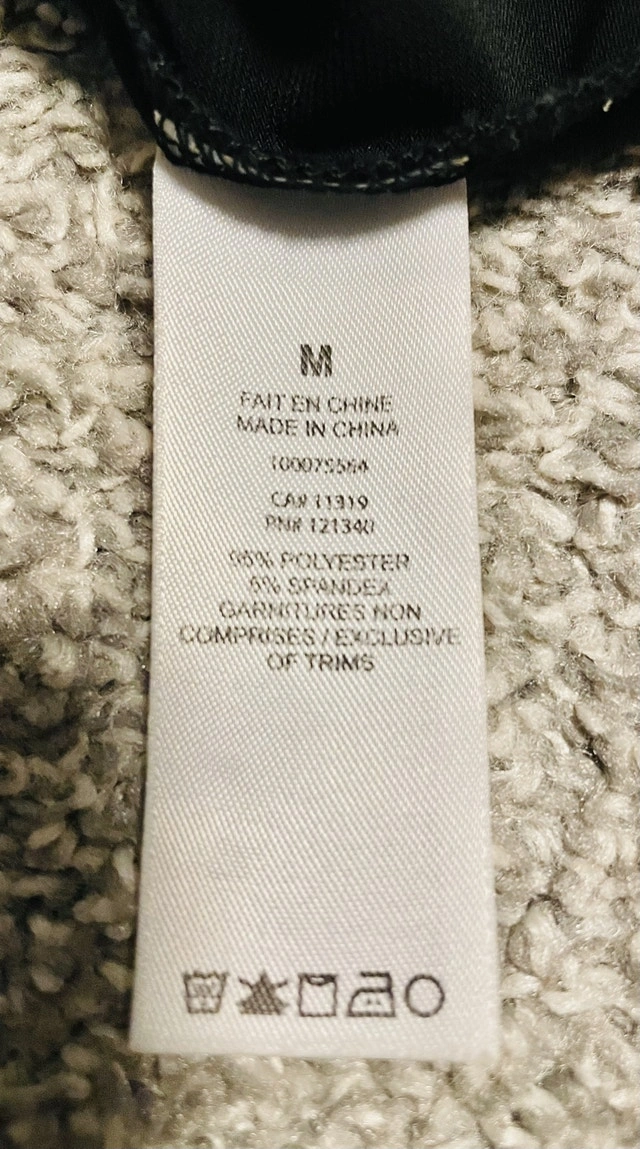 M
FAIT EN CHINE
MADE IN CHINA
100075564
CA# 11319
RN# 121340
95% POLYESTER
5% SPANDEX
GARNITURES NON
COMPRISES / EXCLUSIVE
OF TRIMS